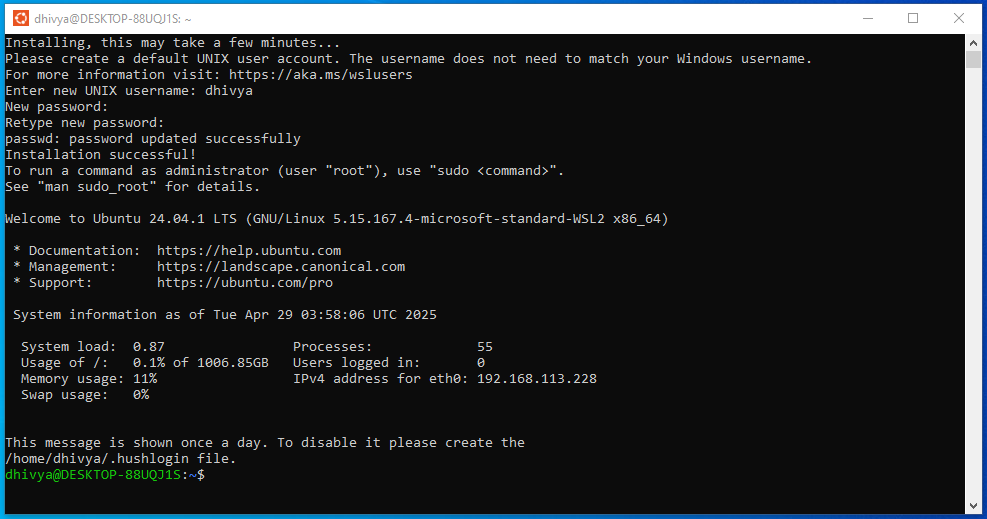 dhivya@DESKTOP-88UQJ1S: ~
Installing, this may take a few minutes...
Please create a default UNIX user account. The username does not need to match your Windows username.
For more information visit: https://aka.ms/wslusers
Enter new UNIX username: dhivya
New password:
Retype new password:
passwd: password updated successfully
Installation successful!
To run a command as administrator (user "root"), use "sudo <command>".
See "man sudo_root" for details.
Welcome to Ubuntu 24.04.1 LTS (GNU/Linux 5.15.167.4-microsoft-standard-WSL2 x86_64)
* Documentation:  https://help.ubuntu.com
* Management:     https://landscape.canonical.com
* Support:        https://ubuntu.com/pro
System information as of Tue Apr 29 03:58:06 UTC 2025
System load:  0.87                Processes:             55
Usage of /:   0.1% of 1006.85GB   Users logged in:       0
Memory usage: 11%                 IPv4 address for eth0: 192.168.113.228
Swap usage:   0%
This message is shown once a day. To disable it please create the
/home/dhivya/.hushlogin file.
dhivya@DESKTOP-88UQJ1S:~$